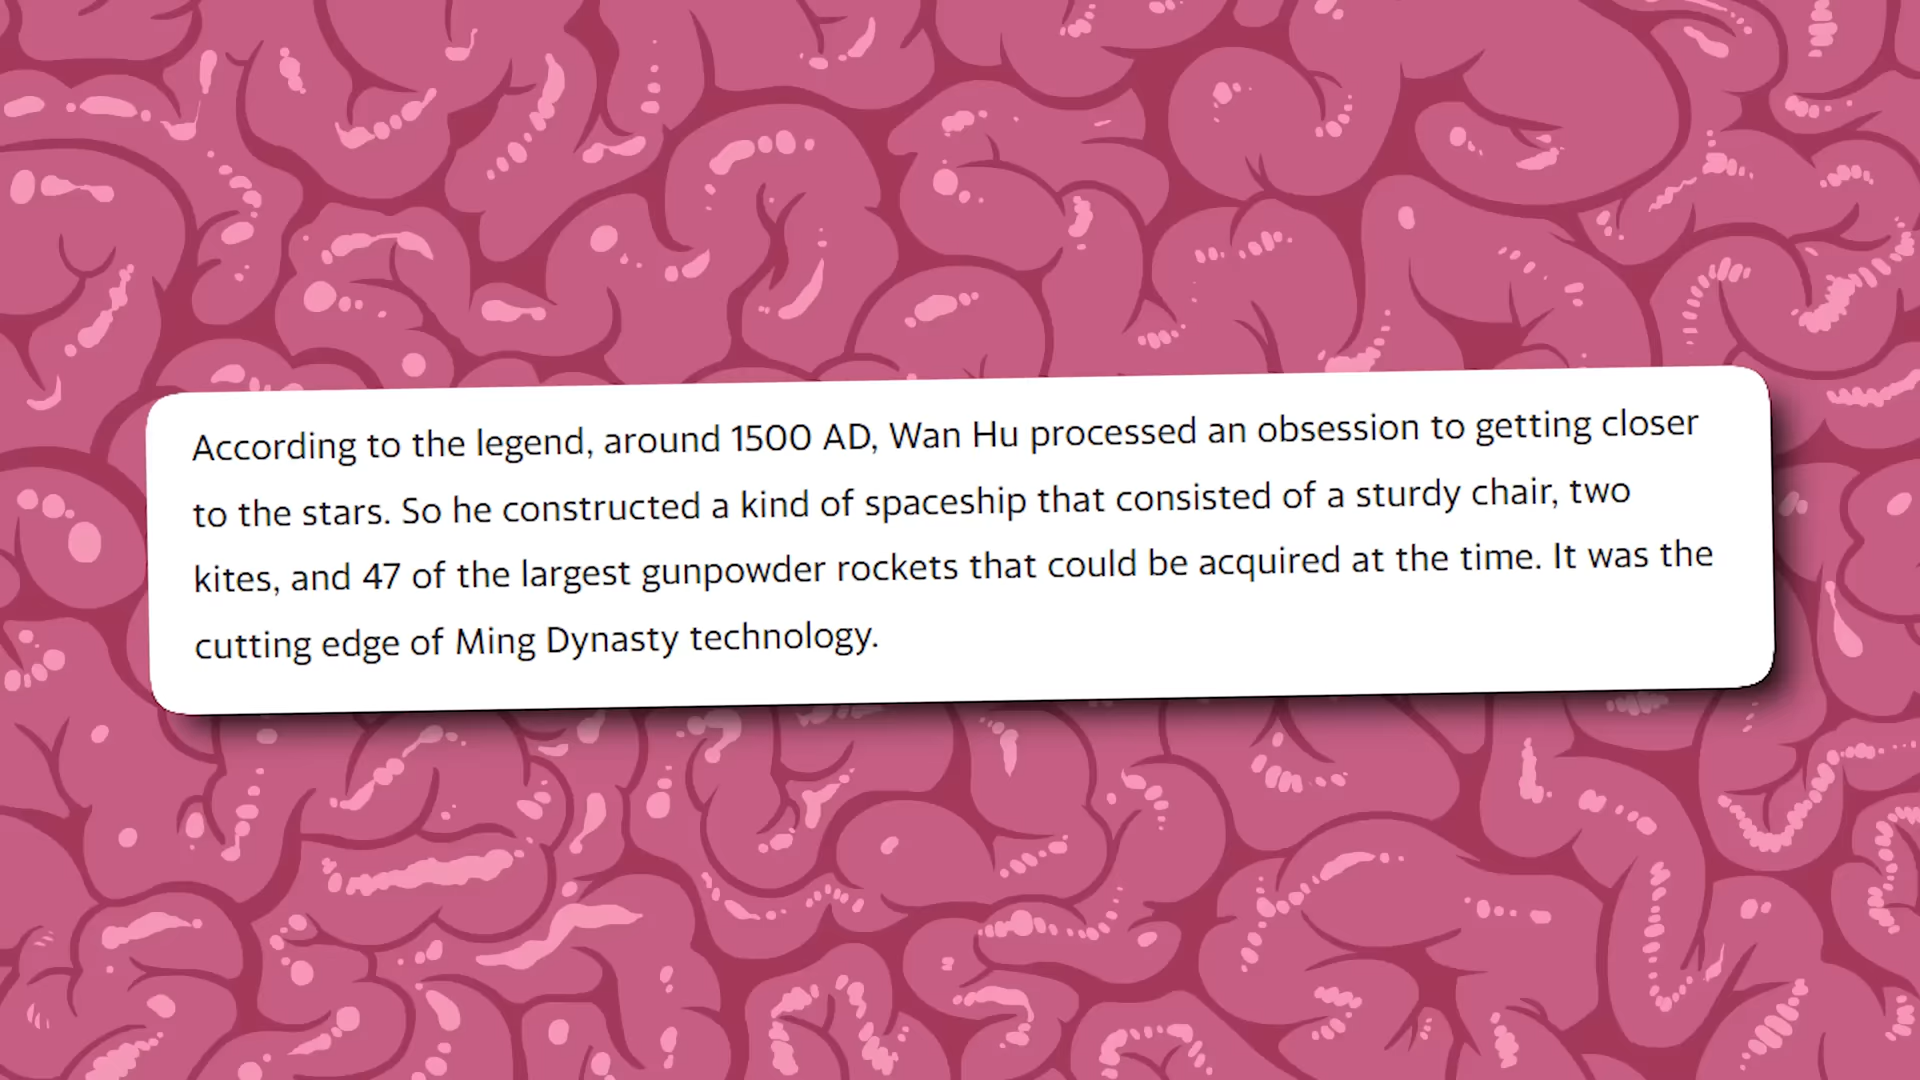 According to the legend, around 1500 AD, Wan Hu processed an obsession to getting closer
to the stars. So he constructed a kind of spaceship that consisted of a sturdy chair, two
kites, and 47 of the largest gunpowder rockets that could be acquired at the time. It was the
cutting edge of Ming Dynasty technology.